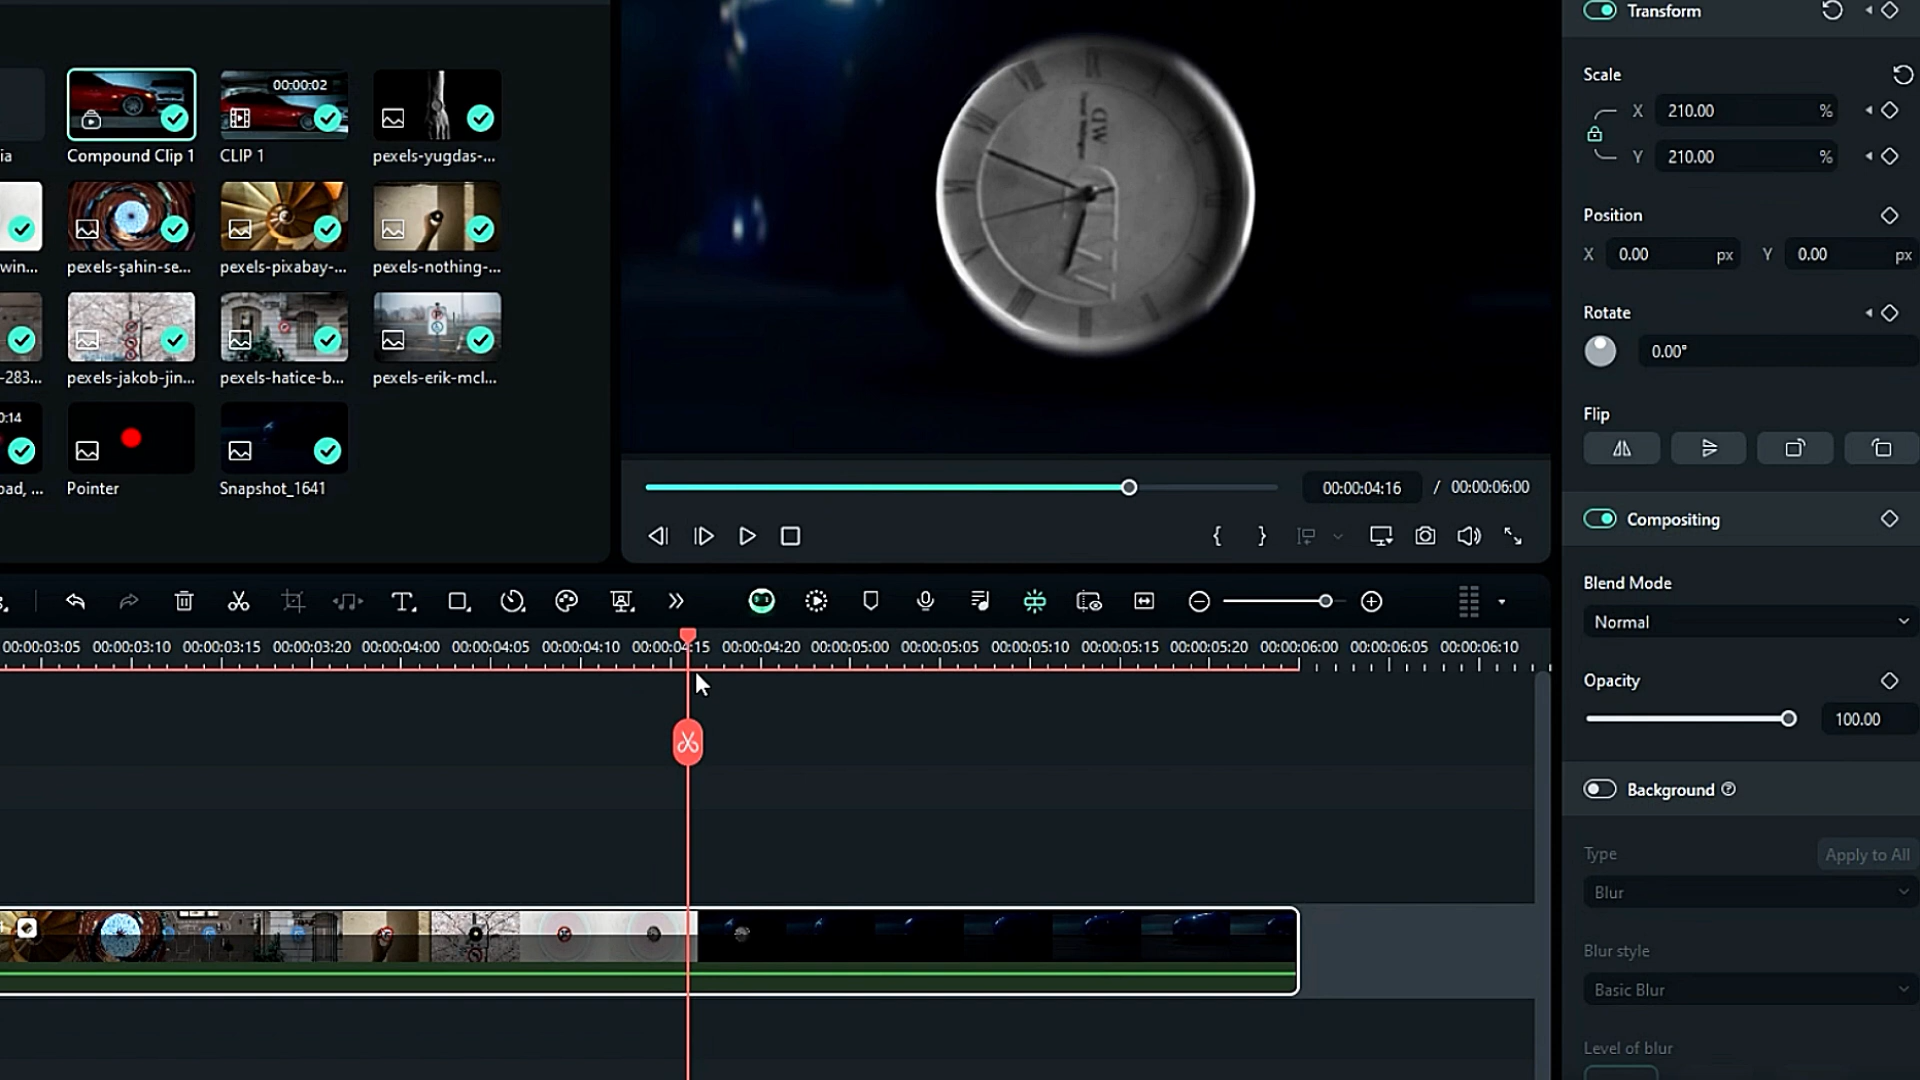 00:00:02
ia
Compound Clip 1
CLIP 1
pexels-yugdas-...
win...
pexels-şahin-se...
pexels-pixabay-...
pexels-nothing-...
-283...
pexels-jakob-jin...
pexels-hatice-b...
pexels-erik-mcl...
0:14
oad, ...
Pointer
Snapshot_1641
DW
00:00:04:16 / 00:00:06:00
Transform
Scale
X 210.00 %
Y 210.00 %
Position
X 0.00 px Y 0.00 px
Rotate
0.00°
Flip
Compositing
Blend Mode
Normal
Opacity
100.00
Background
Type Apply to All
Blur
Blur style
Basic Blur
Level of blur
00:00:03:05 00:00:03:10 00:00:03:15 00:00:03:20 00:00:04:00 00:00:04:05 00:00:04:10 00:00:04:15 00:00:04:20 00:00:05:00 00:00:05:05 00:00:05:10 00:00:05:15 00:00:05:20 00:00:06:00 00:00:06:05 00:00:06:10